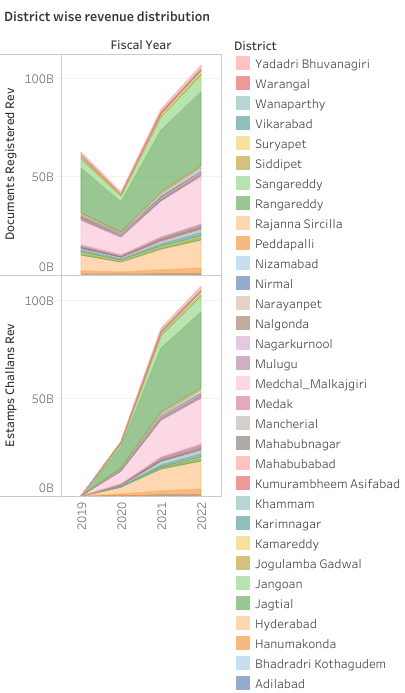 District wise revenue distribution
Fiscal Year
Documents Registered Rev
100B
50B
0B
Estamps Challans Rev
100B
50B
0B
2019
2020
2021
2022
District
Yadadri Bhuvanagiri
Warangal
Wanaparthy
Vikarabad
Suryapet
Siddipet
Sangareddy
Rangareddy
Rajanna Sircilla
Peddapalli
Nizamabad
Nirmal
Narayanpet
Nalgonda
Nagarkurnool
Mulugu
Medchal_Malkajgiri
Medak
Mancherial
Mahabubnagar
Mahabubabad
Kumurambheem Asifabad
Khammam
Karimnagar
Kamareddy
Jogulamba Gadwal
Jangoan
Jagtial
Hyderabad
Hanumakonda
Bhadradri Kothagudem
Adilabad